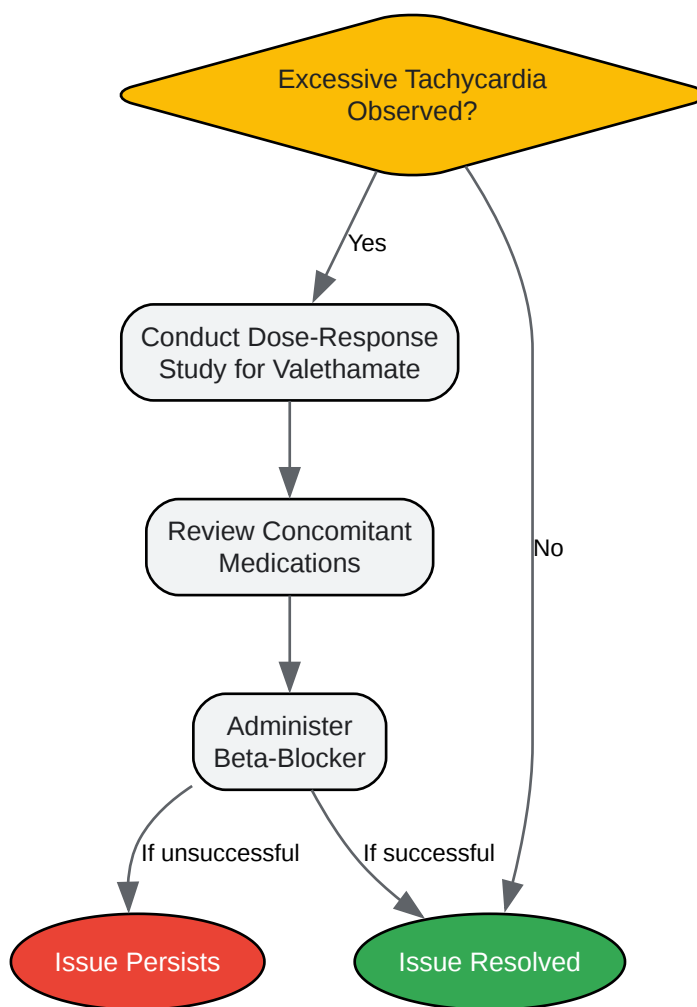 Excessive Tachycardia
Observed?
Yes
Conduct Dose-Response
Study for Valethamate
Review Concomitant
Medications
No
Administer
Beta-Blocker
If unsuccessful
If successful
Issue Persists
Issue Resolved